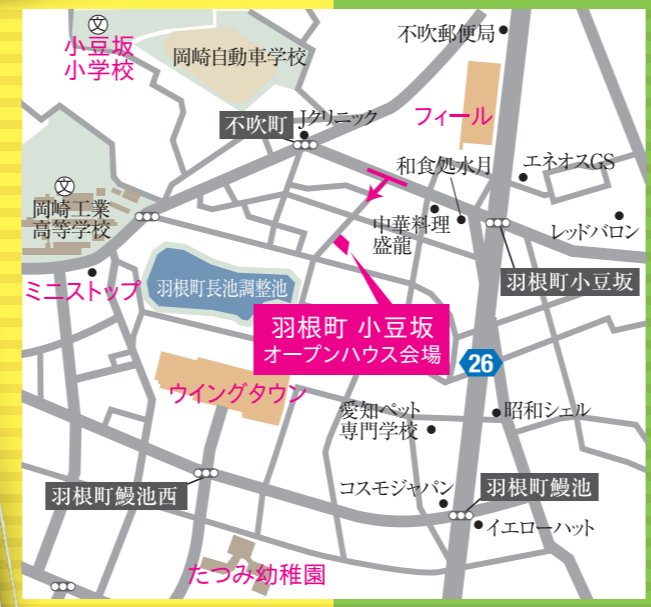 文
小豆坂
小学校
岡崎自動車学校
不吹郵便局
不吹町
Jクリニック
フィール
和食処水月
エネオスGS
文
岡崎工業
高等学校
中華料理
盛龍
レッドバロン
ミニストップ
羽根町長池調整池
羽根町小豆坂
羽根町 小豆坂
オープンハウス会場
26
ウイングタウン
愛知ペット
専門学校
昭和シェル
羽根町鰻池西
コスモジャパン
羽根町鰻池
イエローハット
たつみ幼稚園